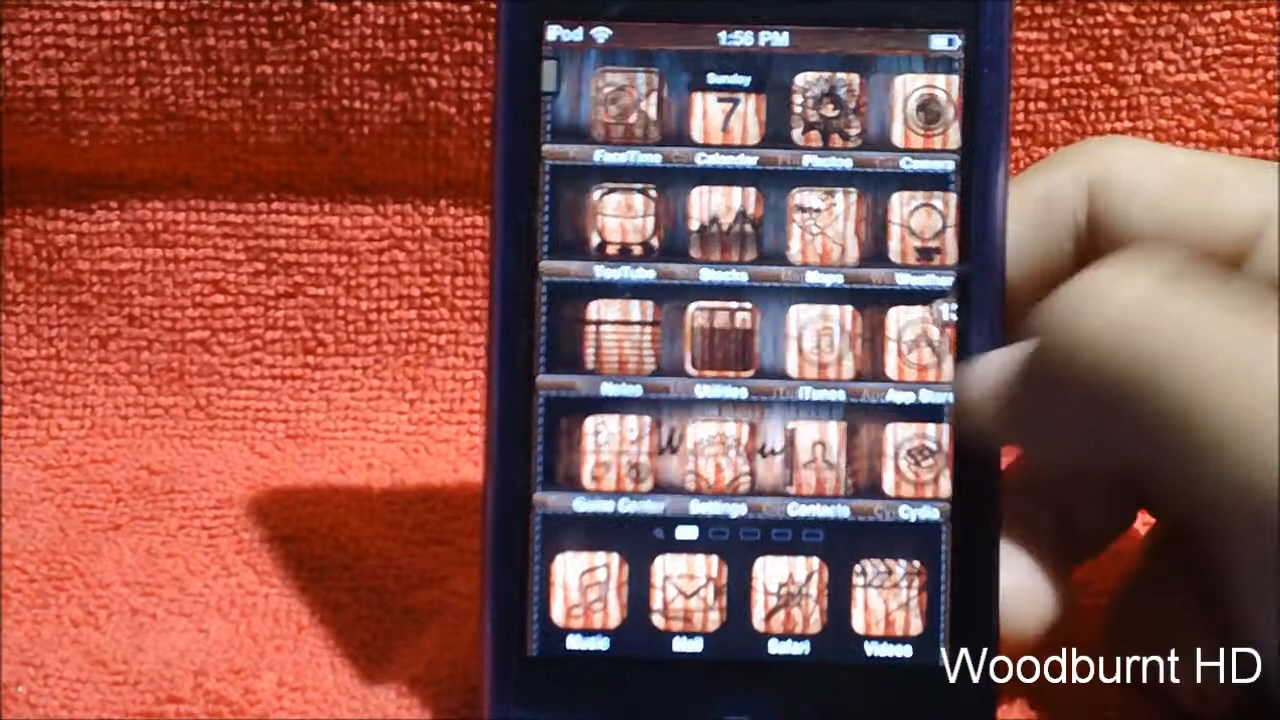 iPod 1:56 PM
Sunday
7
FaceTime Calendar Photos Camera
YouTube Stocks Maps Weather
Notes Utilities iTunes App Store
Game Center Settings Contacts Cydia
Music Mail Safari Videos
Woodburnt HD